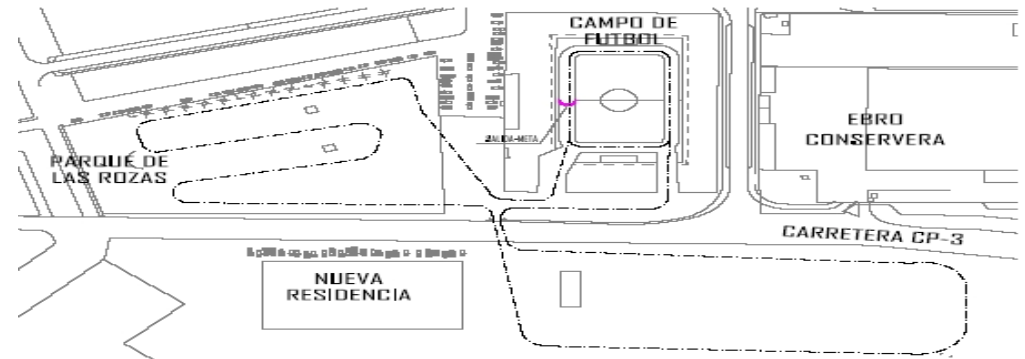 CAMPO DE
FUTBOL
EBRO
CONSERVERA
SALIDA-META
PARQUE DE
LAS ROZAS
CARRETERA CP-3
NUEVA
RESIDENCIA